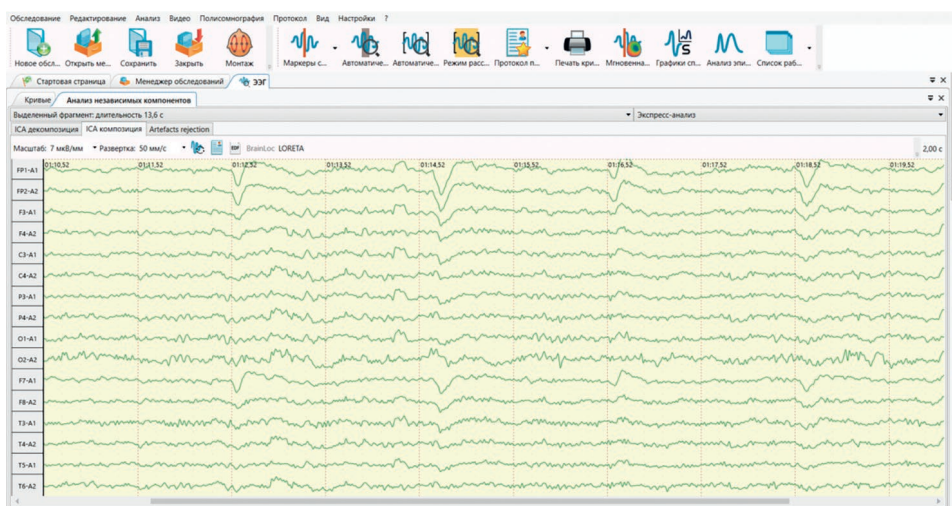 Обследование Редактирование Анализ Видео Полисомнография Протокол Вид Настройки ?
Новое обсл... Открыть ме... Сохранить Закрыть Монтаж Маркеры с... Автоматиче... Автоматиче... Режим расс... Протокол п... Печать кри... Мгновенна... Графики сп... Анализ эпи... Список раб...
Стартовая страница Менеджер обследований ЭЭГ
Кривые Анализ независимых компонентов
Выделенный фрагмент: длительность 13,6 с Экспресс-анализ
ICA декомпозиция ICA композиция Artefacts rejection
Масштаб: 7 мкВ/мм Развертка: 50 мм/с EDF BrainLoc LORETA 2,00 с
01:10,52 01:11,52 01:12,52 01:13,52 01:14,52 01:15,52 01:16,52 01:17,52 01:18,52 01:19,52
FP1-A1
FP2-A2
F3-A1
F4-A2
C3-A1
C4-A2
P3-A1
P4-A2
O1-A1
O2-A2
F7-A1
F8-A2
T3-A1
T4-A2
T5-A1
T6-A2